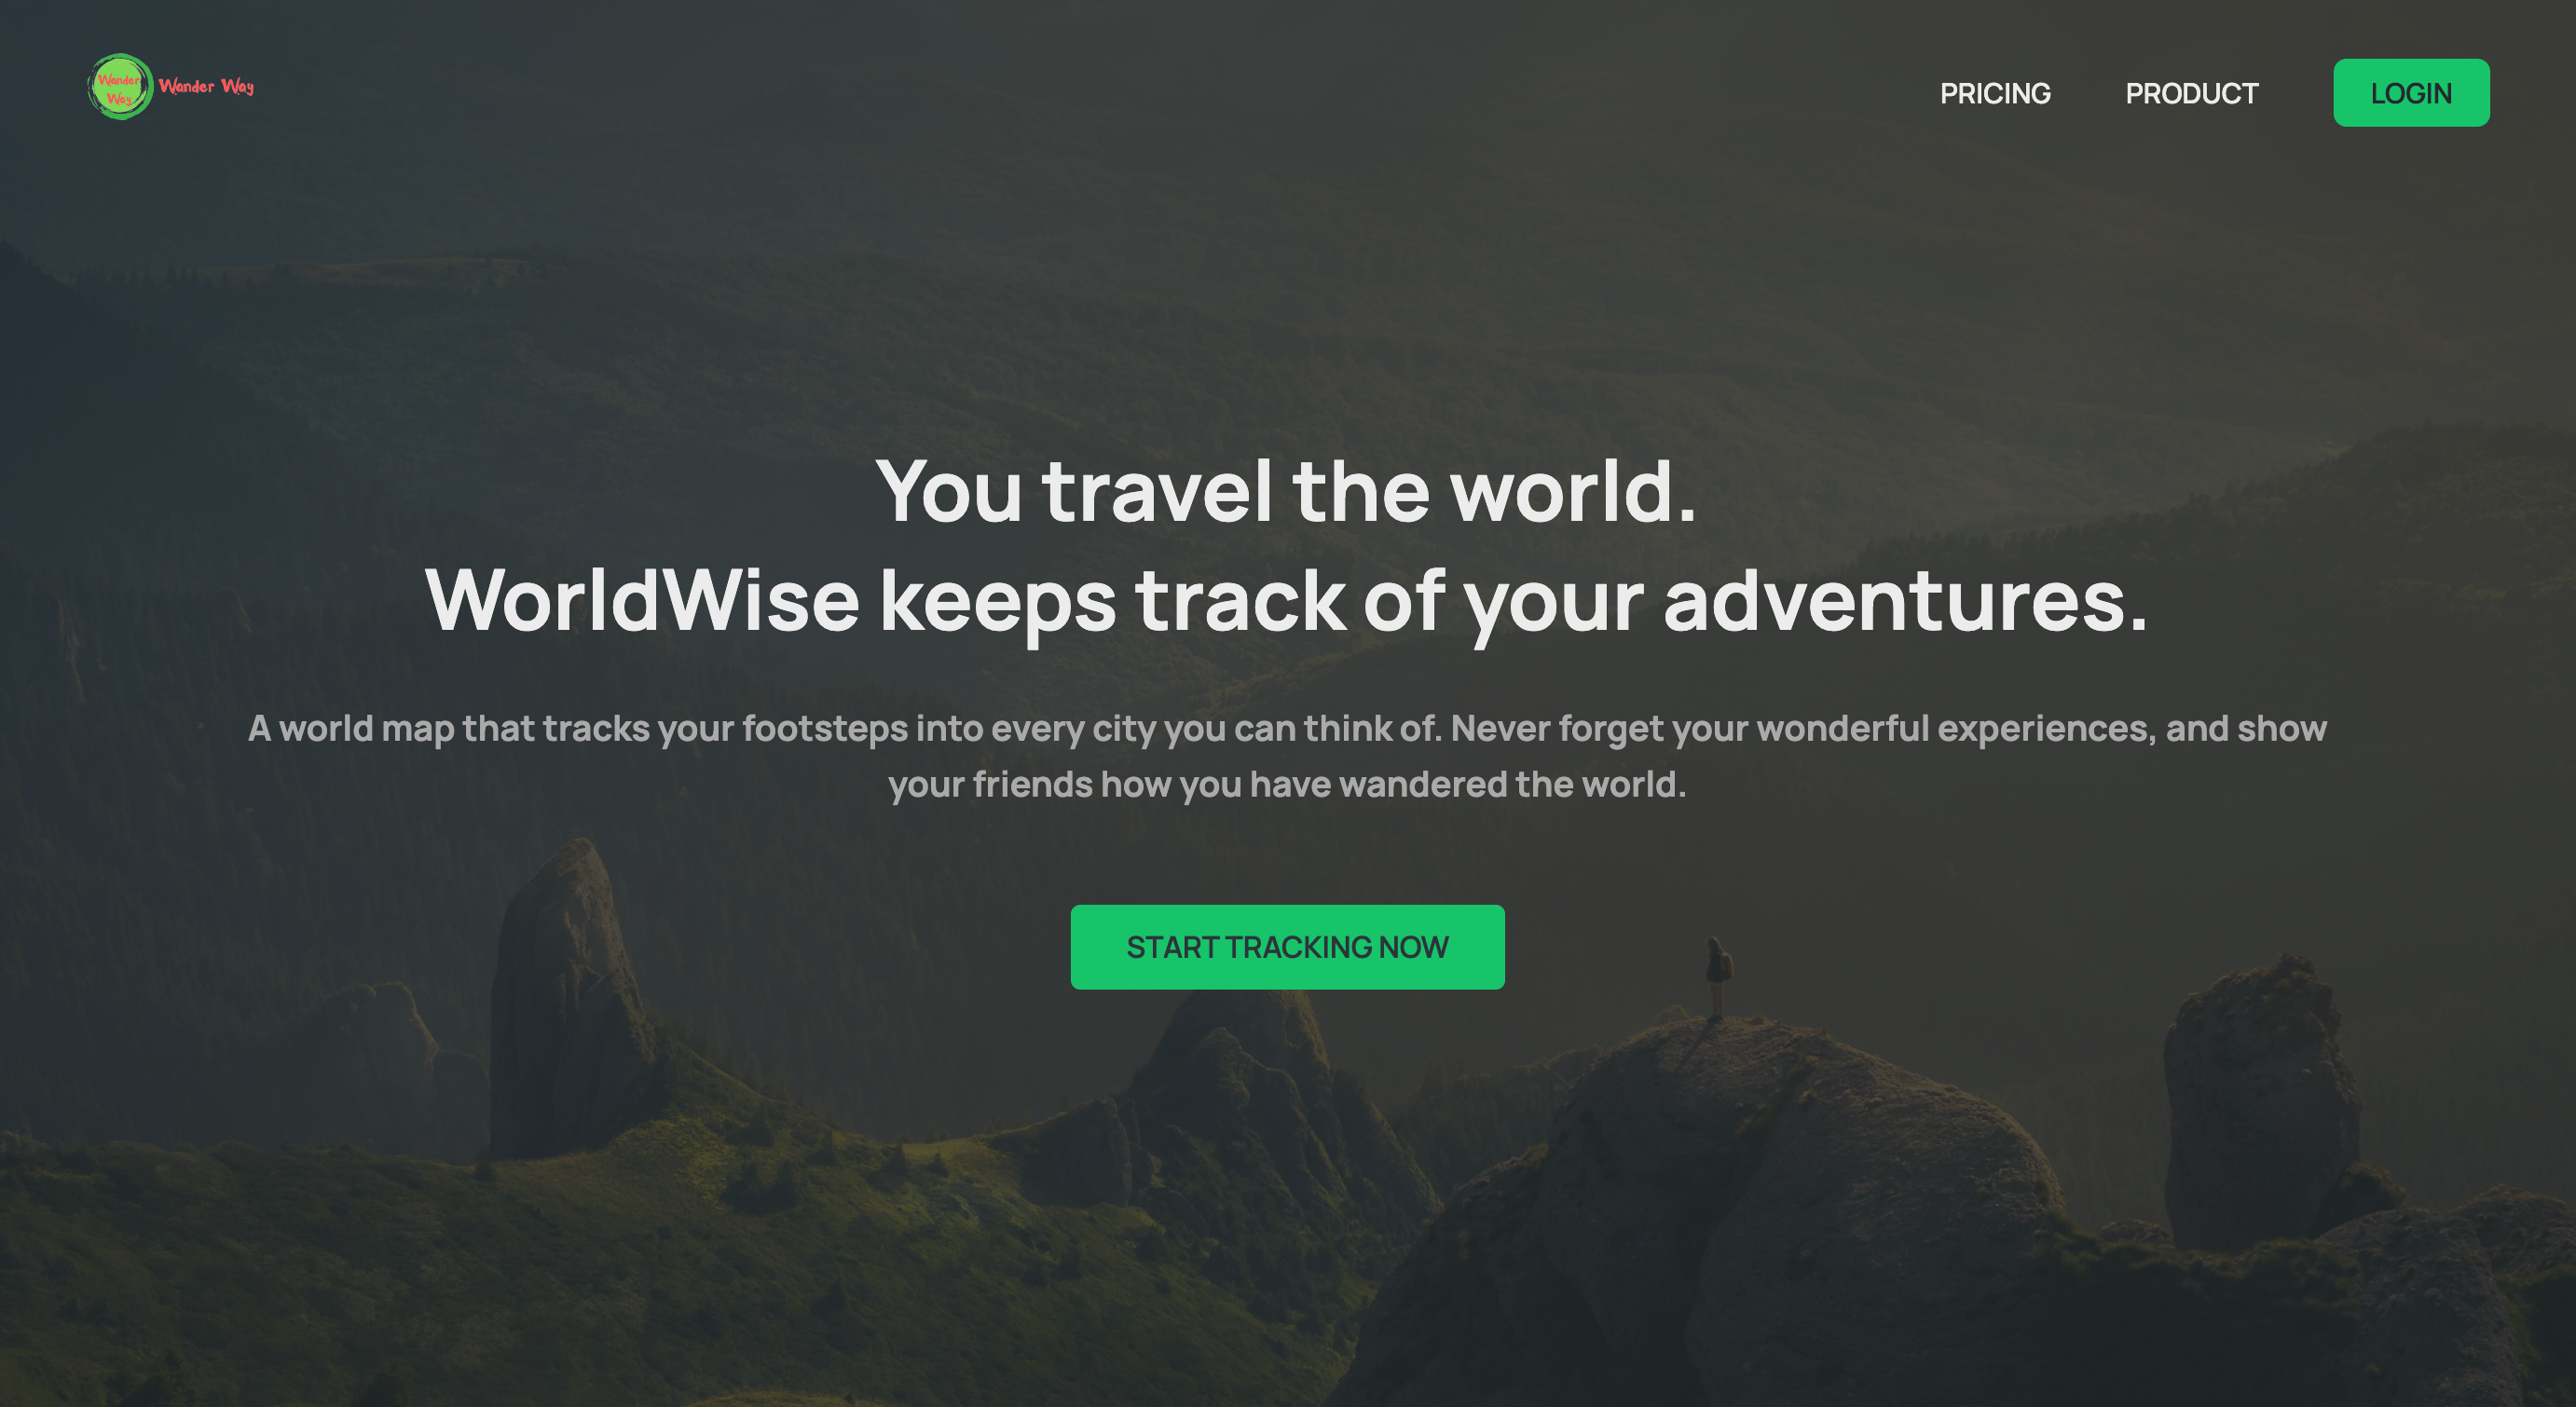 Wander
Way
Wander Way
PRICING
PRODUCT
LOGIN
You travel the world.
WorldWise keeps track of your adventures.
A world map that tracks your footsteps into every city you can think of. Never forget your wonderful experiences, and show
your friends how you have wandered the world.
START TRACKING NOW